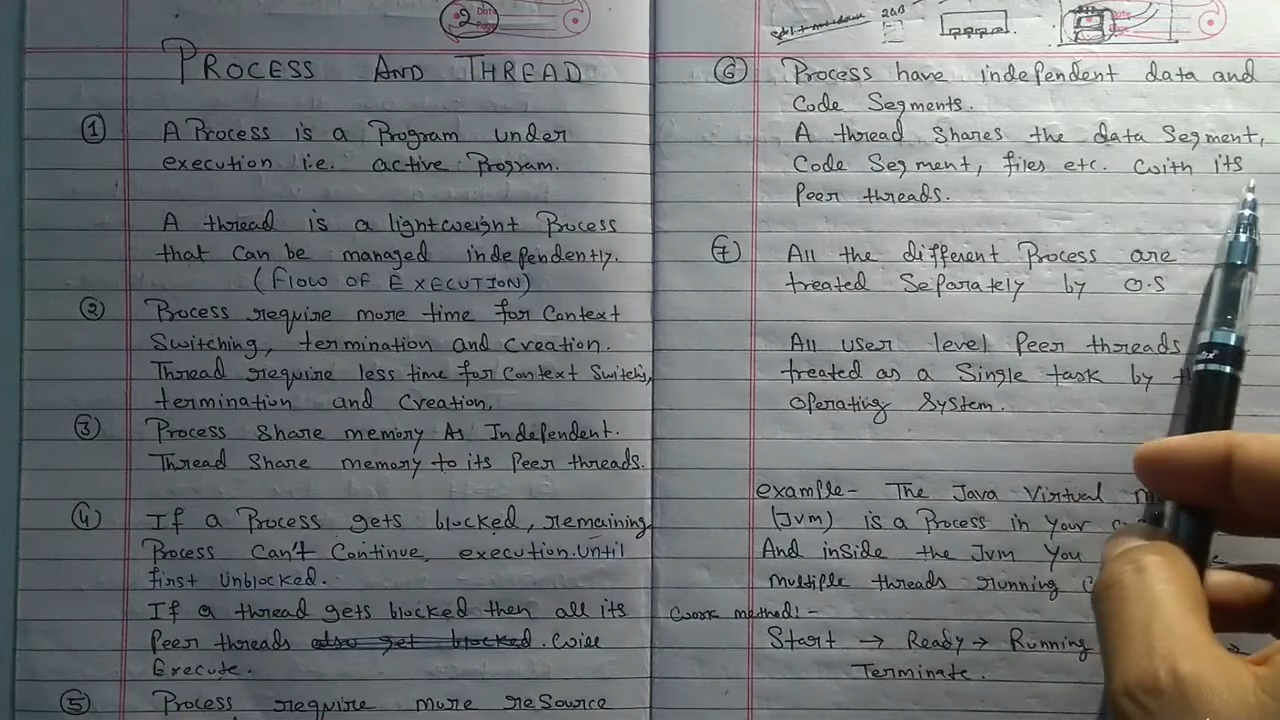 2
Date
Page
PROCESS AND THREAD
① A Process is a Program under
execution i.e. active Program.
A thread is a lightweight Process
that can be managed independently.
(FLOW OF EXECUTION)
② Process require more time for Context
Switching, termination and Creation.
Thread require less time for Context Switch,
termination and Creation.
③ Process Share memory As Independent.
Thread Share memory to its Peer threads.
④ If a Process gets blocked, remaining
Process Can't Continue execution until
first Unblocked.
If a thread gets blocked then all its
Peer threads also get blocked. Will
Execute.
⑤ Process require more reSource
⑥ Process have independent data and
Code Segments.
A thread Shares the data Segment,
Code Segment, files etc. with its
Peer threads.
⑦ All the different Process are
treated Separately by O.S
All user level Peer threads
treated as a Single task by
Operating System.
example- The Java Virtual
(Jvm) is a Process in your
And inside the Jvm You
multiple threads running
Work method:-
Start → Ready → Running
Terminate.